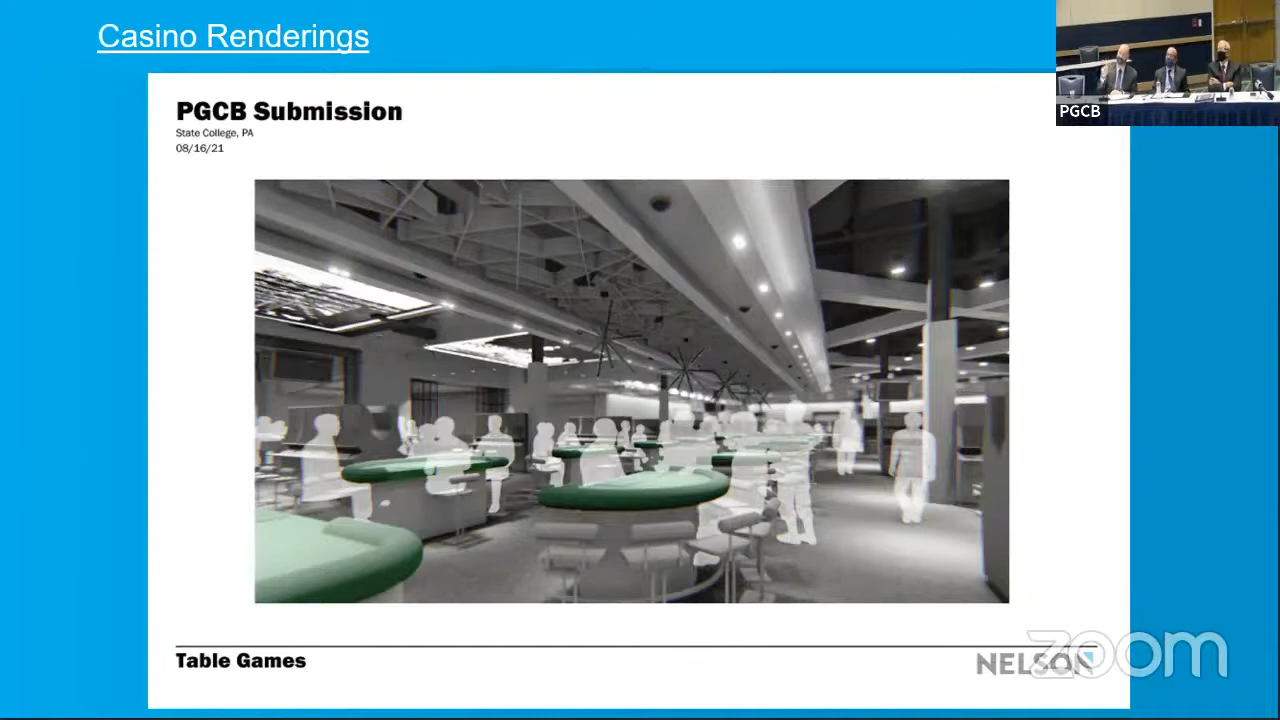 Casino Renderings
PGCB
PGCB Submission
State College, PA
08/16/21
Table Games
NELSON
zoom